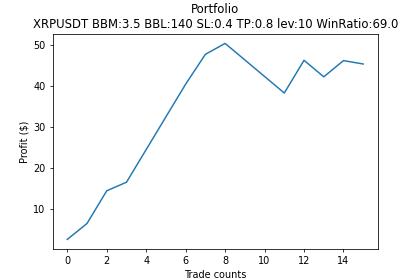 Portfolio
XRPUSDT BBM:3.5 BBL:140 SL:0.4 TP:0.8 lev:10 WinRatio:69.0
50
40
30
20
10
Profit ($)
0 2 4 6 8 10 12 14
Trade counts